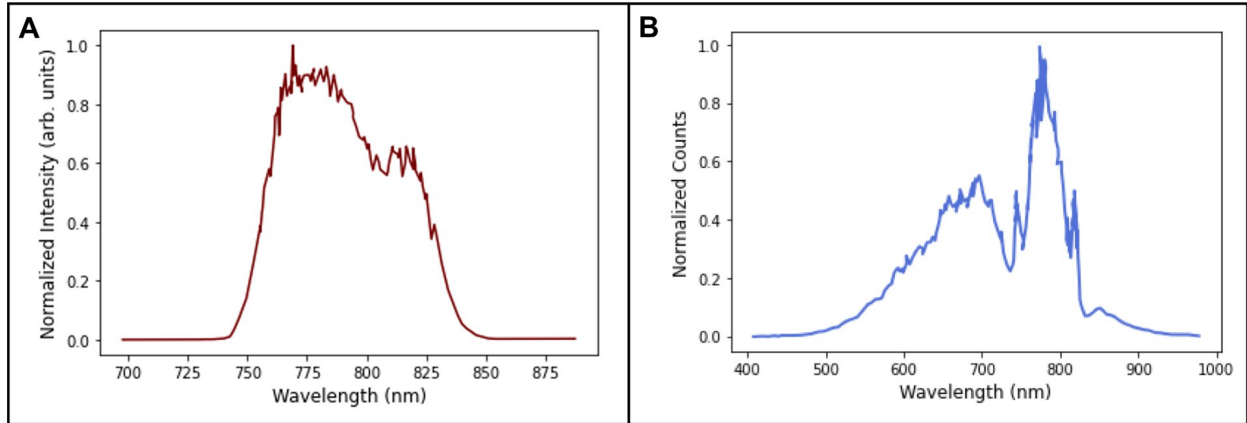 A
Normalized Intensity (arb. units)
1.0
0.8
0.6
0.4
0.2
0.0
700 725 750 775 800 825 850 875
Wavelength (nm)
B
Normalized Counts
1.0
0.8
0.6
0.4
0.2
0.0
400 500 600 700 800 900 1000
Wavelength (nm)